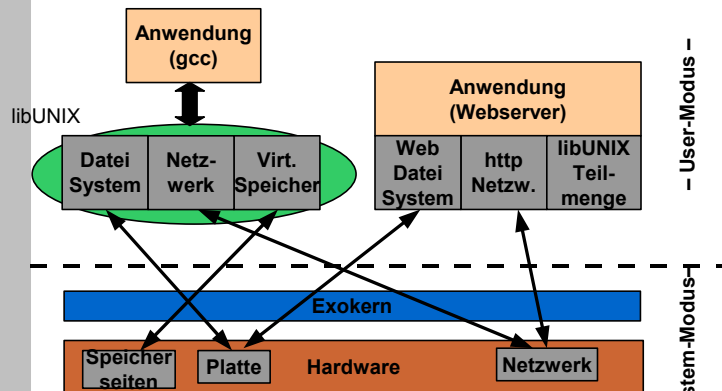 Anwendung
(gcc)
libUNIX
Datei
System
Netz-
werk
Virt.
Speicher
Anwendung
(Webserver)
Web
Datei
System
http
Netzw.
libUNIX
Teil-
menge
– User-Modus –
Exokern
Speicher
seiten
Platte
Hardware
Netzwerk
stem-Modus–